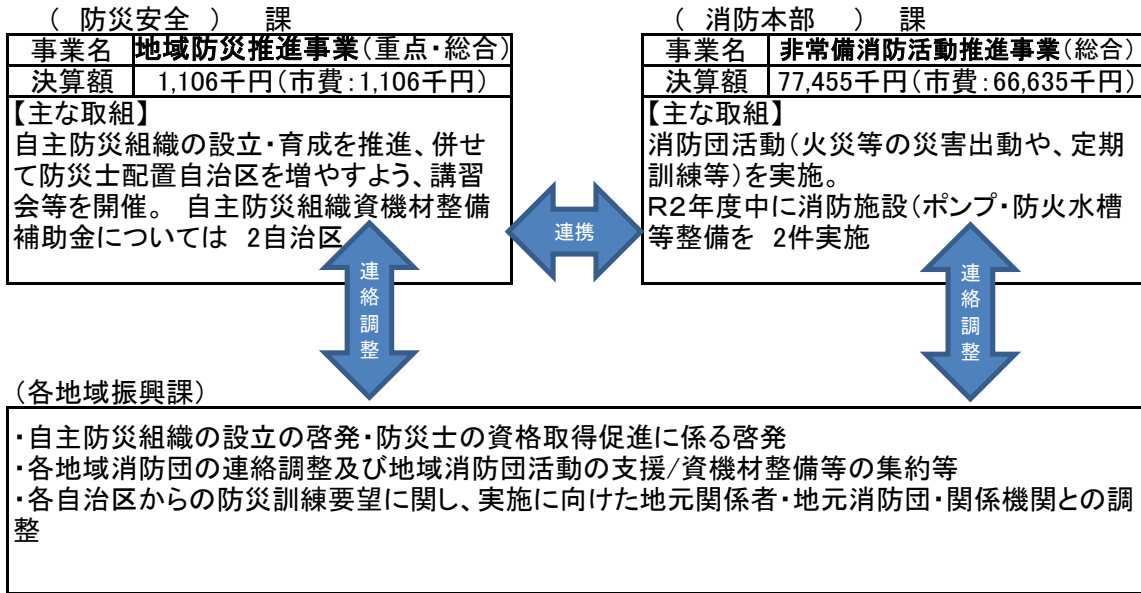 ( 防災安全 ) 課
事業名 地域防災推進事業(重点・総合)
決算額 1,106千円(市費:1,106千円)
【主な取組】
自主防災組織の設立・育成を推進、併せ
て防災士配置自治区を増やすよう、講習
会等を開催。 自主防災組織資機材整備
補助金については 2自治区
( 消防本部 ) 課
事業名 非常備消防活動推進事業(総合)
決算額 77,455千円(市費:66,635千円)
【主な取組】
消防団活動(火災等の災害出動や、定期
訓練等)を実施。
R2年度中に消防施設(ポンプ・防火水槽
等整備を 2件実施
連携
連絡調整
連絡調整
(各地域振興課)
・自主防災組織の設立の啓発・防災士の資格取得促進に係る啓発
・各地域消防団の連絡調整及び地域消防団活動の支援/資機材整備等の集約等
・各自治区からの防災訓練要望に関し、実施に向けた地元関係者・地元消防団・関係機関との調
整